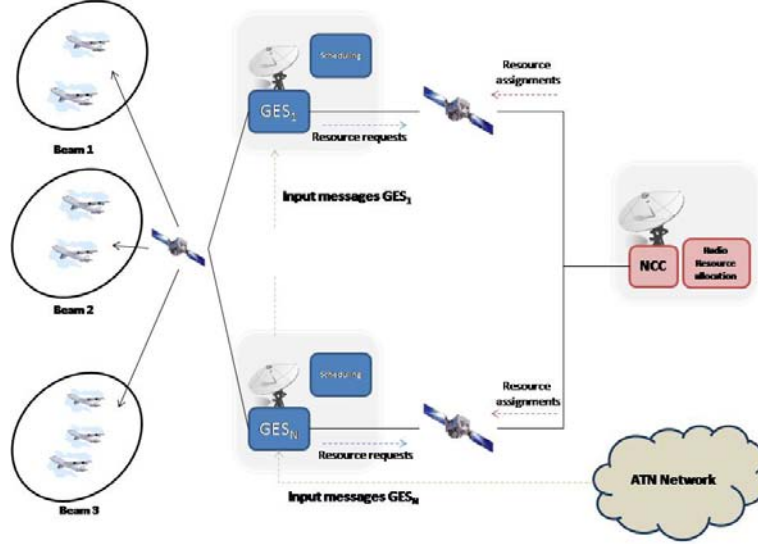 Scheduling
Resource
assignments
GES1
Resource requests
Beam 1
Input messages GES1
NCC
Radio
Resource
allocation
Beam 2
Scheduling
Resource
assignments
GESN
Resource requests
ATN Network
Input messages GESN
Beam 3